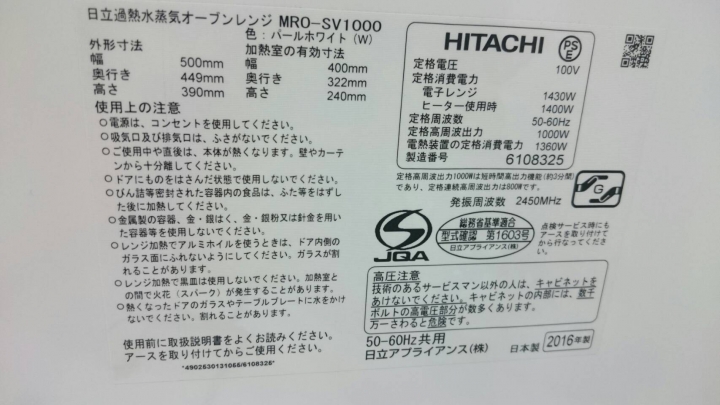 日立過熱水蒸気オーブンレンジ MRO-SV1000
色：パールホワイト（W）
外形寸法
幅 500mm
奥行き 449mm
高さ 390mm
加熱室の有効寸法
幅 400mm
奥行き 322mm
高さ 240mm
使用上の注意
○電源は、コンセントを使用してください。
○吸気口及び排気口は、ふさがないでください。
○ご使用中や直後は、本体が熱くなります。壁やカーテ
ンから十分離してください。
○ドアにものをはさんだ状態で使用しないでください。
○びん詰等密封された容器内の食品は、ふた等をはずし
た後に加熱してください。
○金属製の容器、金・銀はく、金・銀粉又は針金を用い
た容器等を使用しないでください。
○レンジ加熱でアルミホイルを使うときは、ドア内側の
ガラス面にふれないようにしてください。ガラスが割
れることがあります。
○レンジ加熱で黒皿は使用しないでください。加熱室と
の間で火花（スパーク）が発生することがあります。
○熱くなったドアのガラスやテーブルプレートに水をかけ
ないでください。割れることがあります。
使用前に取扱説明書をよくお読みください。
アースを取り付けてからご使用ください。
*4902530131055/6108325*
HITACHI
PS
E
定格電圧 100V
定格消費電力
電子レンジ 1430W
ヒーター使用時 1400W
定格周波数 50-60Hz
定格高周波出力 1000W
電熱装置の定格消費電力 1360W
製造番号 6108325
定格高周波出力1000Wは短時間高出力機能(約2分間)
であり、定格連続高周波出力は800Wです。
発振周波数 2450MHz
G
S
JQA
総務省基準適合
型式確認 第1603号
日立アプライアンス(株)
点検サービス時にも
アースを取り付けて
から行なってくださ
い。
高圧注意
技術のあるサービスマン以外の人は、キャビネットを
あけないでください。キャビネットの内部には、数千
ボルトの高電圧部分が数多くあります。
万一さわると危険です。
50-60Hz共用
日立アプライアンス(株)
日本製
2016年製